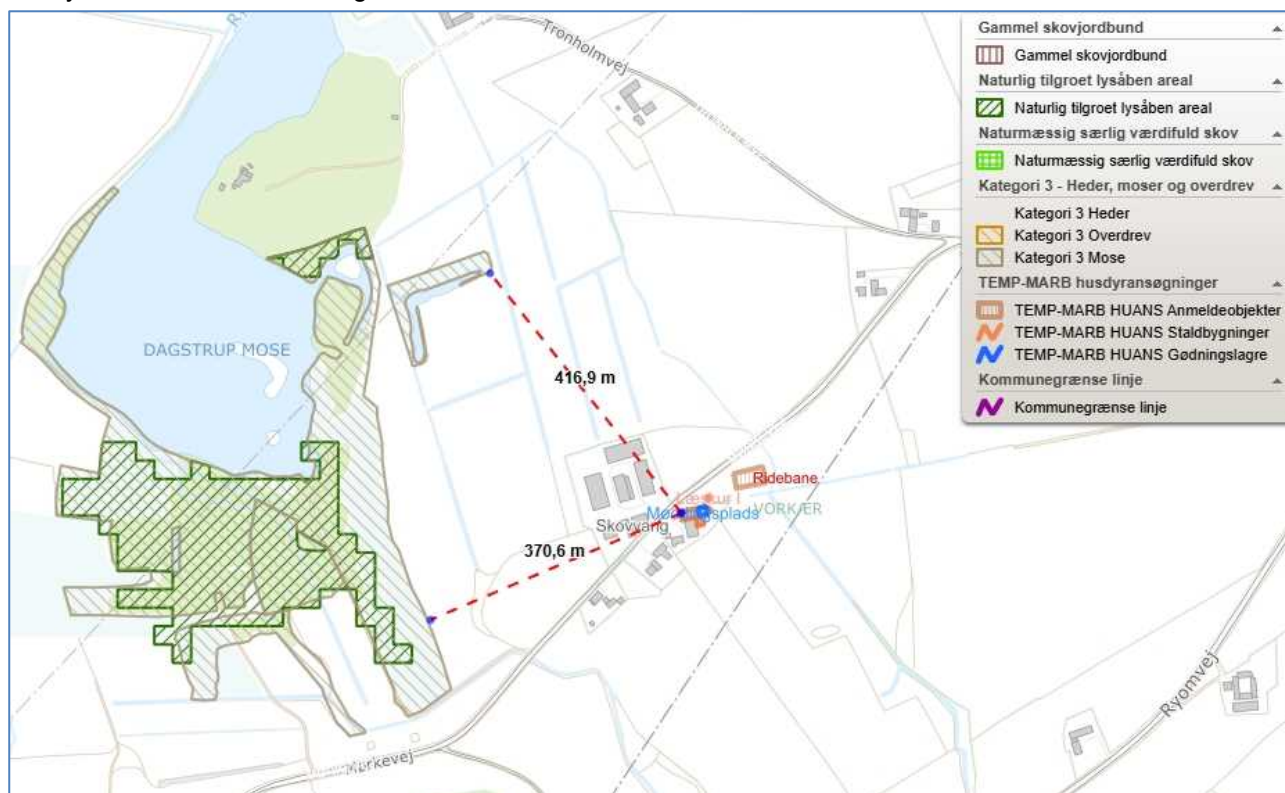 Tronholmvej
DAGSTRUP MOSE
416,9 m
Ridebane
Skovvang
VORKÆR
370,6 m
Ryomvej
Mørkevej
Gammel skovjordbund
Gammel skovjordbund
Naturlig tilgroet lysåben areal
Naturlig tilgroet lysåben areal
Naturmæssig særlig værdifuld skov
Naturmæssig særlig værdifuld skov
Kategori 3 - Heder, moser og overdrev
Kategori 3 Heder
Kategori 3 Overdrev
Kategori 3 Mose
TEMP-MARB husdyransøgninger
TEMP-MARB HUANS Anmeldeobjekter
TEMP-MARB HUANS Staldbygninger
TEMP-MARB HUANS Gødningslagre
Kommunegrænse linje
Kommunegrænse linje